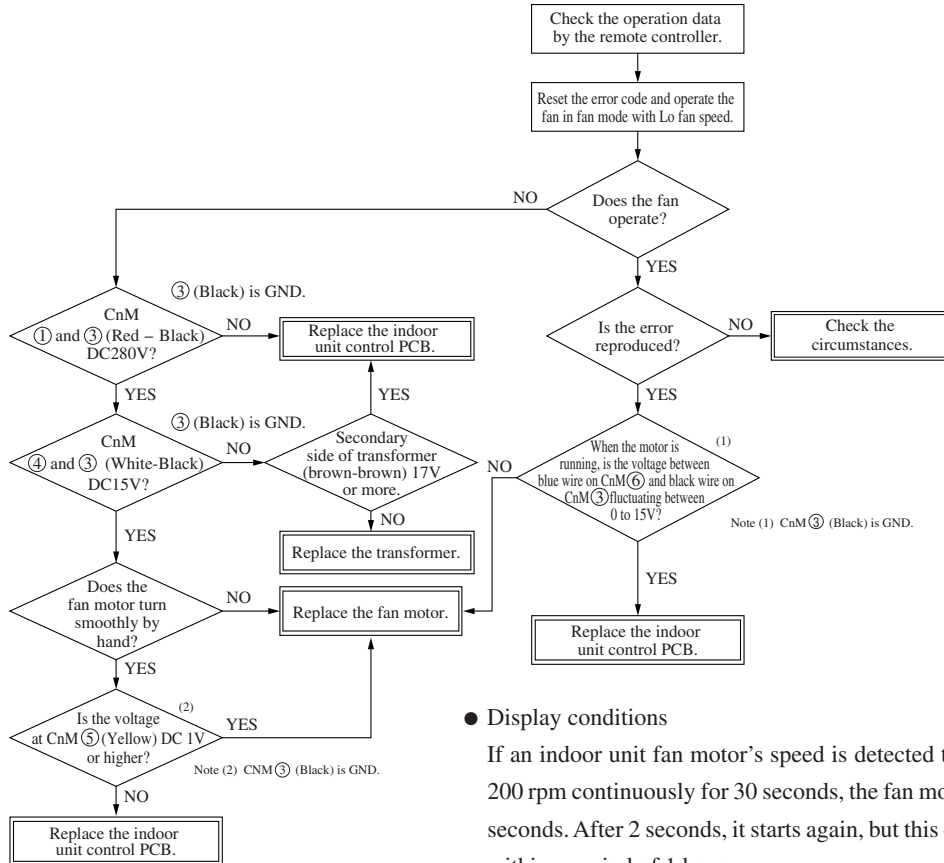 Check the operation data
by the remote controller.
Reset the error code and operate the
fan in fan mode with Lo fan speed.
Does the fan
operate?
NO
YES
Is the error
reproduced?
NO
Check the
circumstances.
YES
When the motor is
running, is the voltage between
blue wire on CnM⑥ and black wire on
CnM③fluctuating between
0 to 15V?
(1)
Note (1) CnM③ (Black) is GND.
NO
YES
Replace the indoor
unit control PCB.
③ (Black) is GND.
CnM
① and ③ (Red – Black)
DC280V?
NO
Replace the indoor
unit control PCB.
YES
③ (Black) is GND.
CnM
④ and ③ (White-Black)
DC15V?
NO
Secondary
side of transformer
(brown-brown) 17V
or more.
YES
NO
Replace the transformer.
YES
Does the
fan motor turn
smoothly by
hand?
NO
Replace the fan motor.
YES
Is the voltage
at CnM⑤(Yellow) DC 1V
or higher?
(2)
YES
Note (2) CNM③ (Black) is GND.
NO
Replace the indoor
unit control PCB.
● Display conditions
If an indoor unit fan motor's speed is detected
200 rpm continuously for 30 seconds, the fan
seconds. After 2 seconds, it starts again, but this